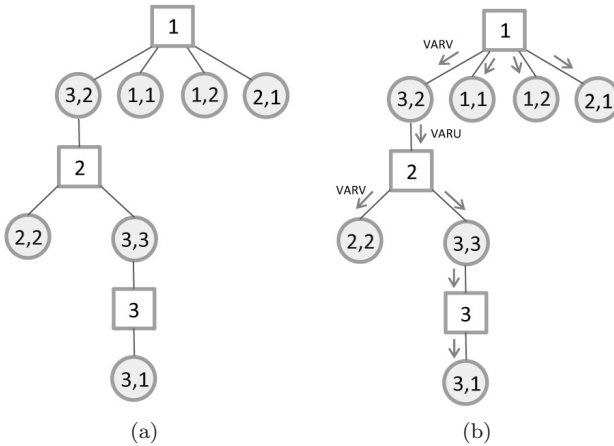 1
3,2 1,1 1,2 2,1
2
2,2 3,3
3
3,1
(a)
1
VARV
3,2 1,1 1,2 2,1
VARU
2
VARV
2,2 3,3
3
3,1
(b)